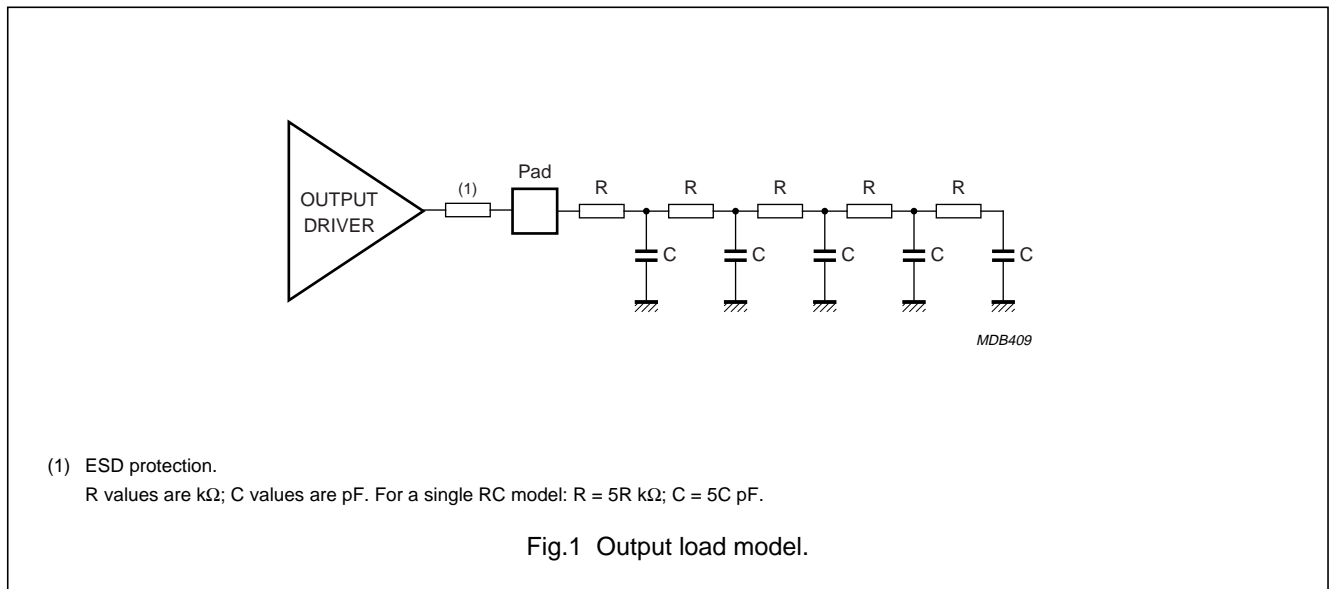 OUTPUT
DRIVER
(1)
Pad
R
R
R
R
R
C
C
C
C
C
MDB409
(1) ESD protection.
R values are kΩ; C values are pF. For a single RC model: R = 5R kΩ; C = 5C pF.
Fig.1 Output load model.